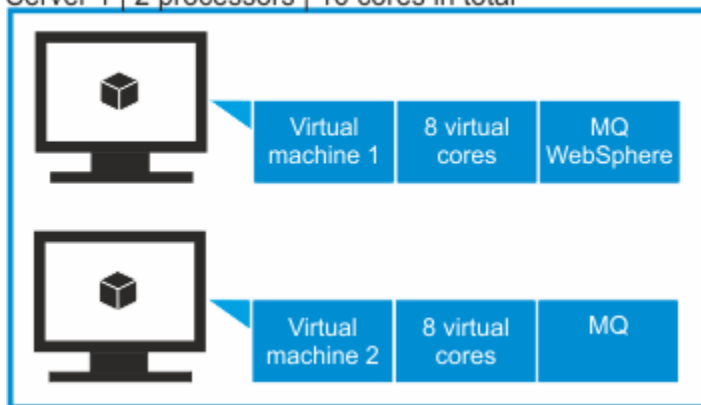 Server 1 | 2 processors | 10 cores in total
Virtual machine 1
8 virtual cores
MQ WebSphere
Virtual machine 2
8 virtual cores
MQ